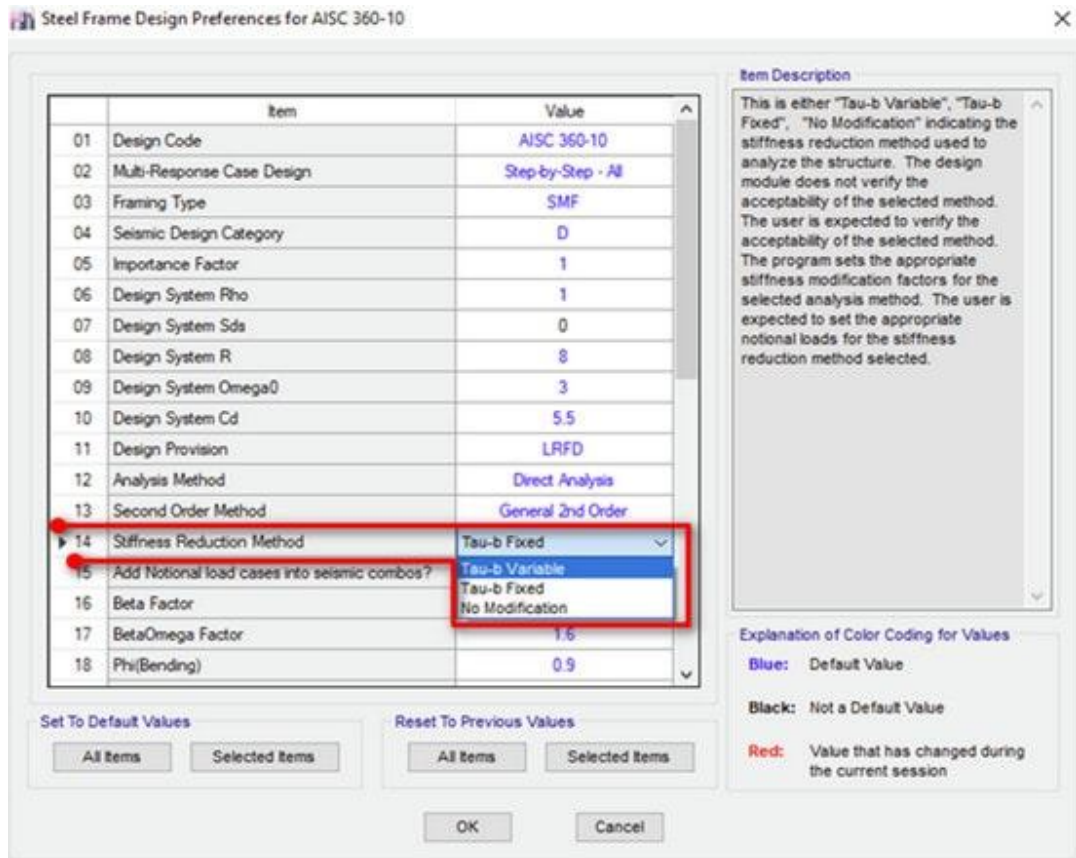 Steel Frame Design Preferences for AISC 360-10
Item Value
01 Design Code AISC 360-10
02 Multi-Response Case Design Step-by-Step - All
03 Framing Type SMF
04 Seismic Design Category D
05 Importance Factor 1
06 Design System Rho 1
07 Design System Sds 0
08 Design System R 8
09 Design System Omega0 3
10 Design System Cd 5.5
11 Design Provision LRFD
12 Analysis Method Direct Analysis
13 Second Order Method General 2nd Order
14 Stiffness Reduction Method Tau-b Fixed
15 Add Notional load cases into seismic combos? Tau-b Variable
Tau-b Fixed
16 Beta Factor No Modification
17 BetaOmega Factor 1.6
18 Phi(Bending) 0.9
Set To Default Values
All Items Selected Items
Reset To Previous Values
All Items Selected Items
Item Description
This is either "Tau-b Variable", "Tau-b
Fixed", "No Modification" indicating the
stiffness reduction method used to
analyze the structure. The design
module does not verify the
acceptability of the selected method.
The user is expected to verify the
acceptability of the selected method.
The program sets the appropriate
stiffness modification factors for the
selected analysis method. The user is
expected to set the appropriate
notional loads for the stiffness
reduction method selected.
Explanation of Color Coding for Values
Blue: Default Value
Black: Not a Default Value
Red: Value that has changed during
the current session
OK Cancel